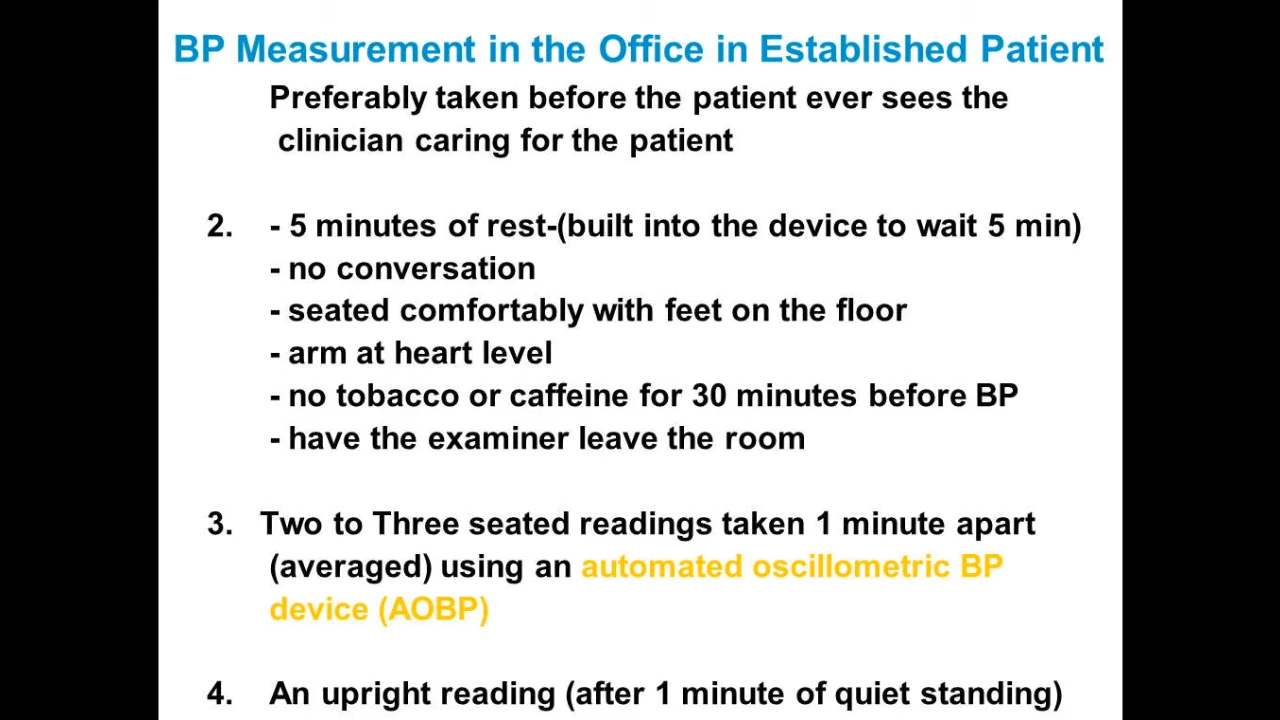 BP Measurement in the Office in Established Patient
Preferably taken before the patient ever sees the
clinician caring for the patient
2. - 5 minutes of rest-(built into the device to wait 5 min)
- no conversation
- seated comfortably with feet on the floor
- arm at heart level
- no tobacco or caffeine for 30 minutes before BP
- have the examiner leave the room
3. Two to Three seated readings taken 1 minute apart
(averaged) using an automated oscillometric BP
device (AOBP)
4. An upright reading (after 1 minute of quiet standing)